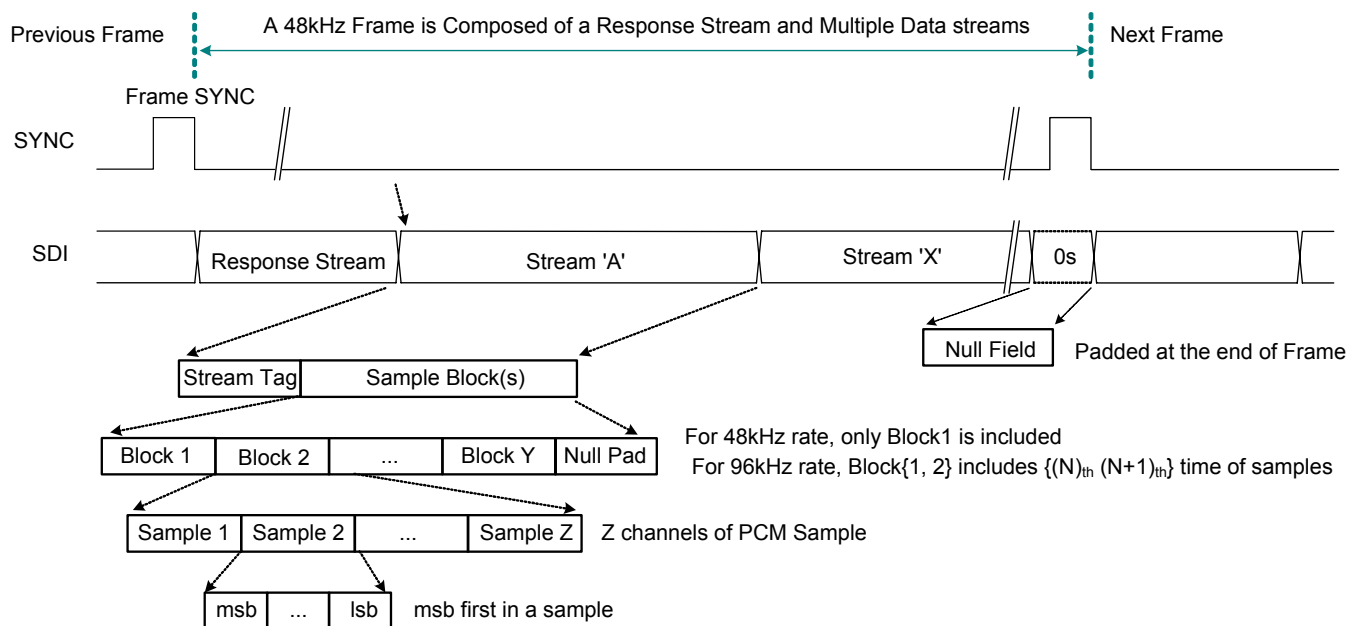 A 48kHz Frame is Composed of a Response Stream and Multiple Data streams
Previous Frame
Next Frame
Frame SYNC
SYNC
SDI
Response Stream
Stream 'A'
Stream 'X'
0s
Null Field
Padded at the end of Frame
Stream Tag
Sample Block(s)
Block 1
Block 2
...
Block Y
Null Pad
For 48kHz rate, only Block1 is included
For 96kHz rate, Block{1, 2} includes {(N)th (N+1)th} time of samples
Sample 1
Sample 2
...
Sample Z
Z channels of PCM Sample
msb
...
lsb
msb first in a sample